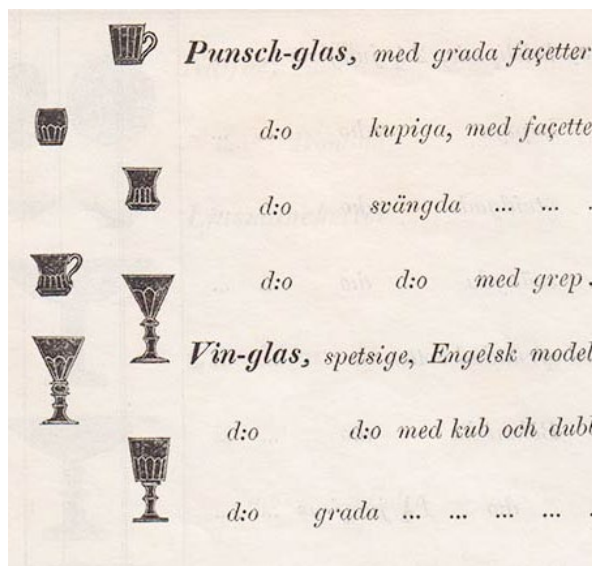 Punsch-glas, med grada façetter
d:o kupiga, med façette
d:o svängda ... ...
d:o d:o med grep.
Vin-glas, spetsige, Engelsk model
d:o d:o med kub och dubb
d:o grada ... ... ... ... .